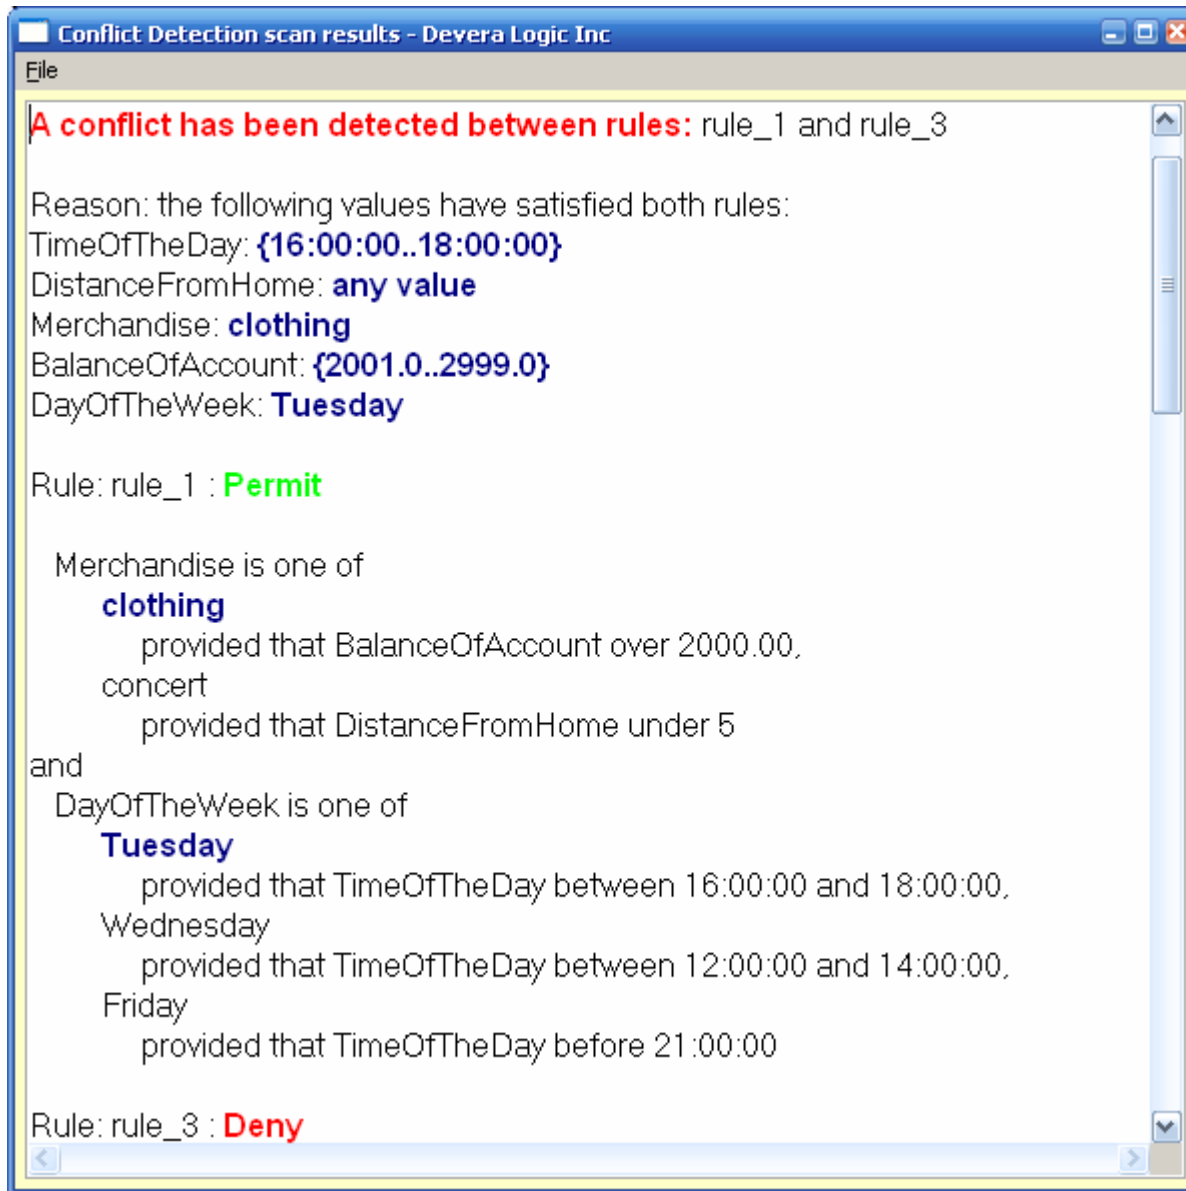 Conflict Detection scan results - Devera Logic Inc
File
A conflict has been detected between rules: rule_1 and rule_3
Reason: the following values have satisfied both rules:
TimeOfTheDay: {16:00:00..18:00:00}
DistanceFromHome: any value
Merchandise: clothing
BalanceOfAccount: {2001.0..2999.0}
DayOfTheWeek: Tuesday
Rule: rule_1 : Permit
Merchandise is one of
clothing
provided that BalanceOfAccount over 2000.00,
concert
provided that DistanceFromHome under 5
and
DayOfTheWeek is one of
Tuesday
provided that TimeOfTheDay between 16:00:00 and 18:00:00,
Wednesday
provided that TimeOfTheDay between 12:00:00 and 14:00:00,
Friday
provided that TimeOfTheDay before 21:00:00
Rule: rule_3 : Deny